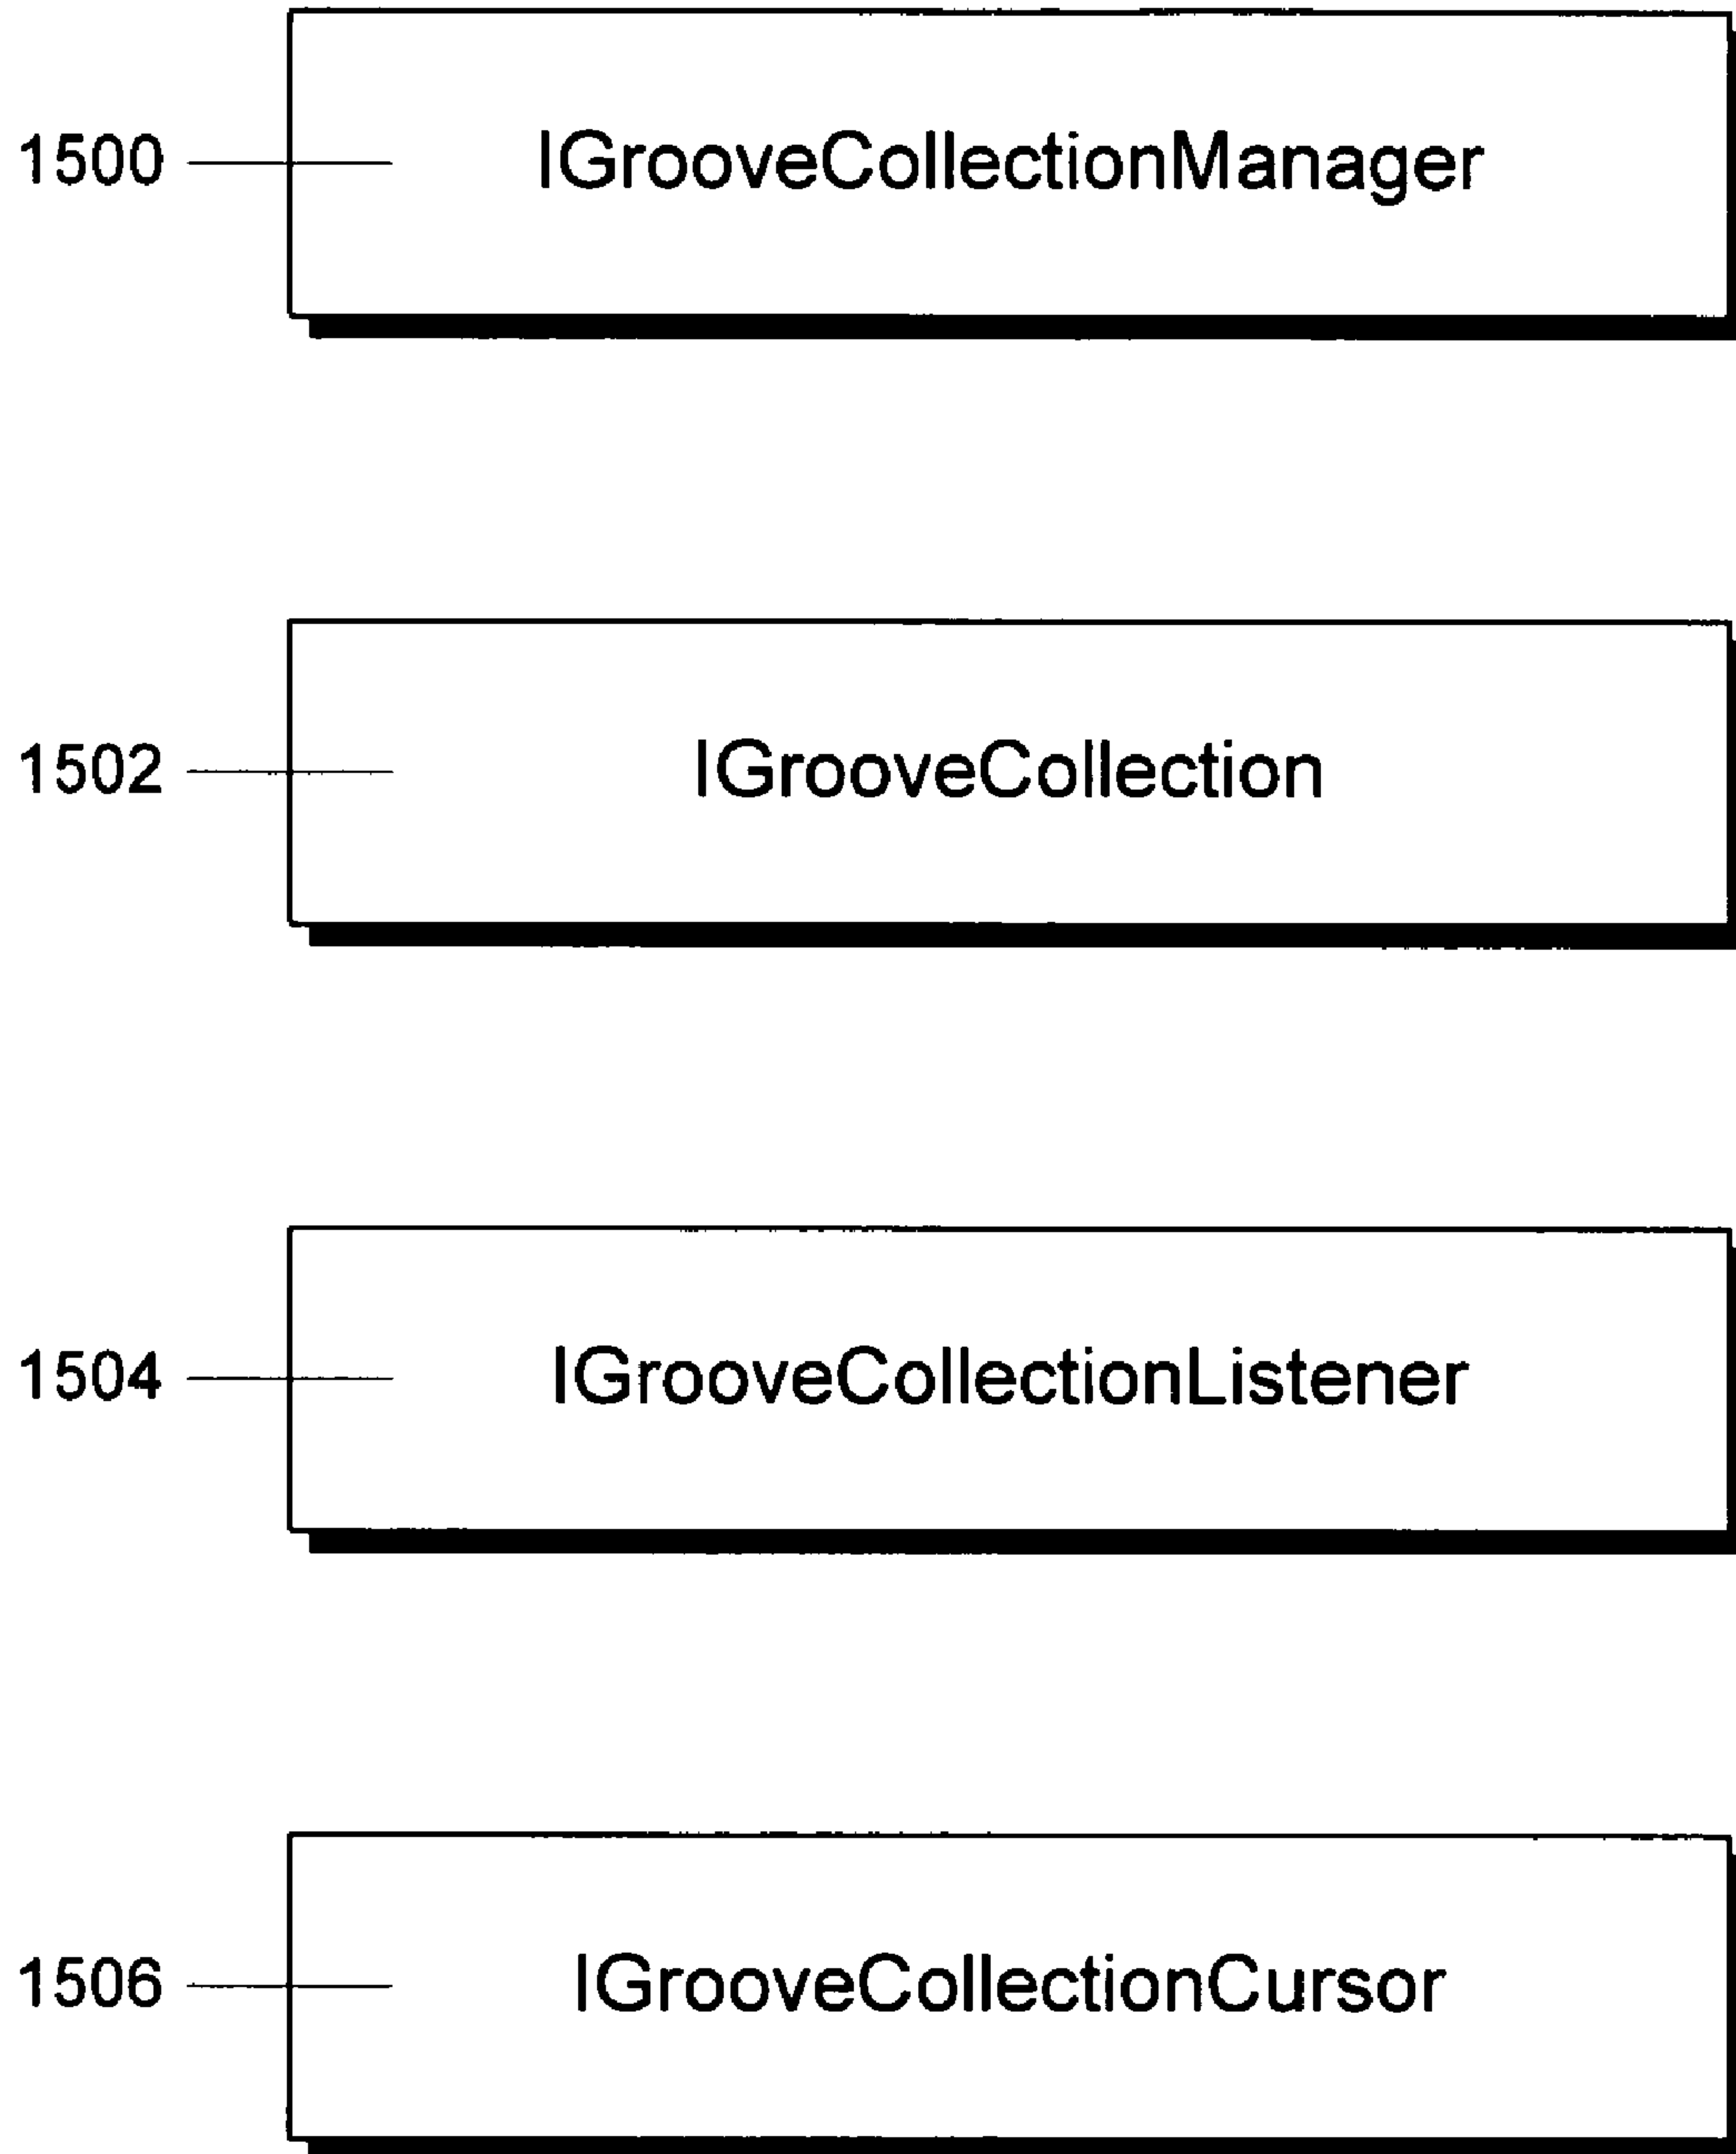 1500 IGrooveCollectionManager
1502 IGrooveCollection
1504 IGrooveCollectionListener
1506 IGrooveCollectionCursor